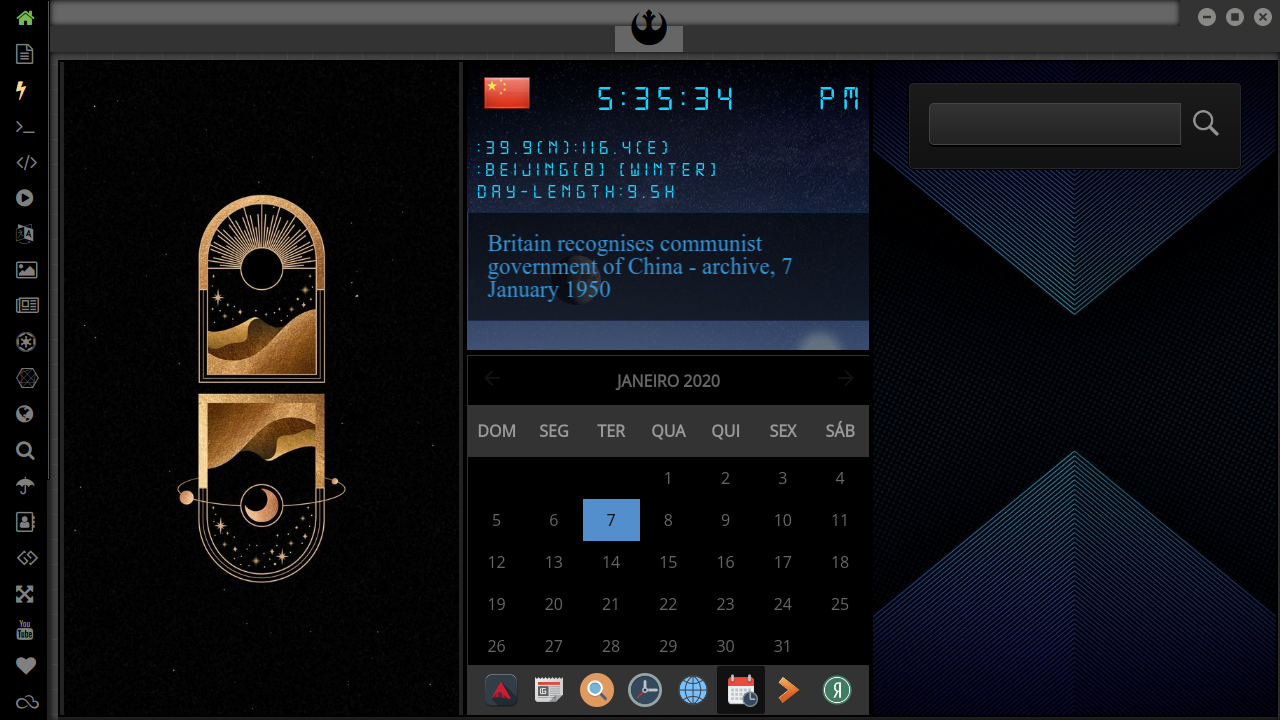 5:35:34 PM
:39.9(N):116.4(E)
:BEIJING(8) (WINTER)
DAY-LENGTH:9.5H
Britain recognises communist
government of China - archive, 7
January 1950
JANEIRO 2020
DOM SEG TER QUA QUI SEX SÁB
1 2 3 4
5 6 7 8 9 10 11
12 13 14 15 16 17 18
19 20 21 22 23 24 25
26 27 28 29 30 31
You
Tube
Я